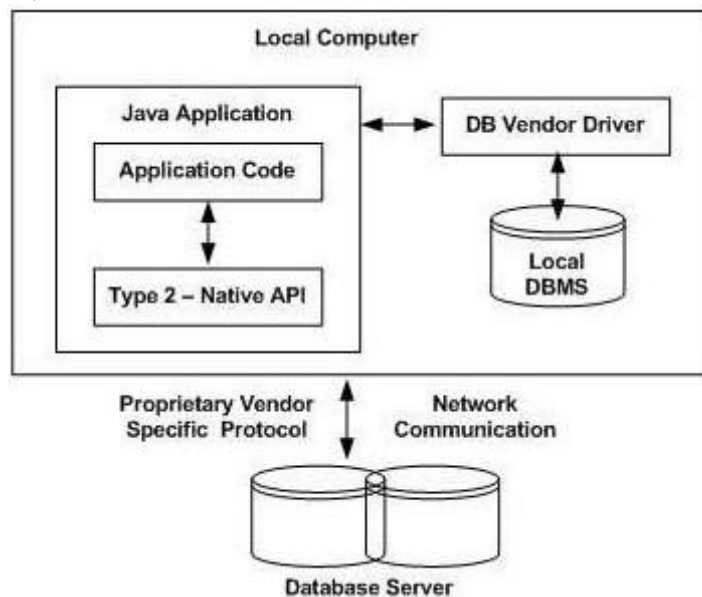 Local Computer
Java Application
DB Vendor Driver
Application Code
Type 2 – Native API
Local
DBMS
Proprietary Vendor
Specific Protocol
Network
Communication
Database Server